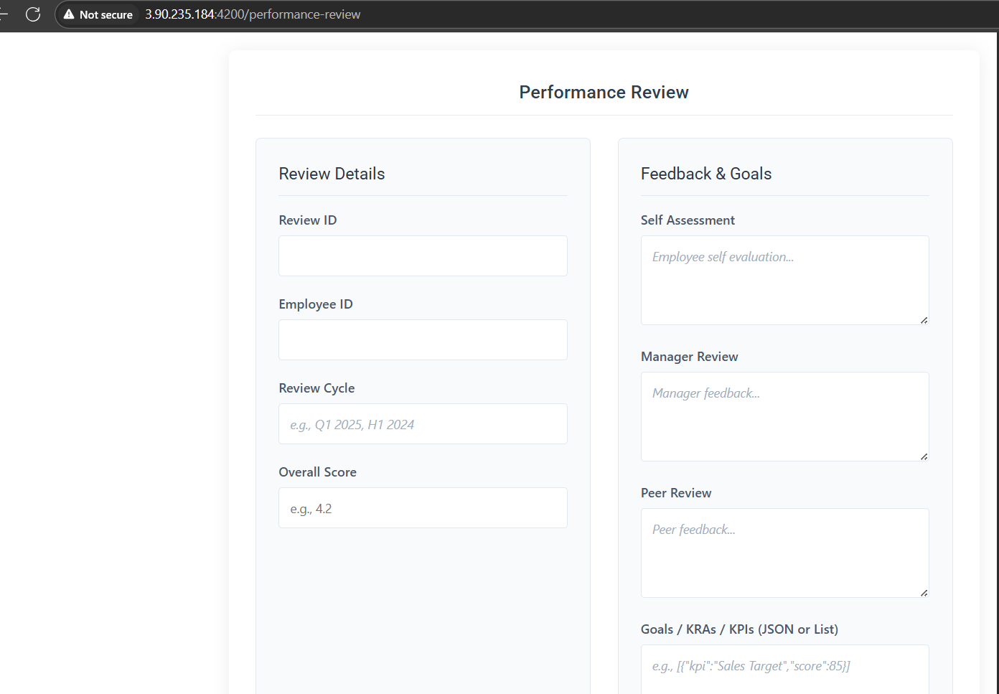 Not secure 3.90.235.184:4200/performance-review
Performance Review
Review Details
Review ID
Employee ID
Review Cycle
e.g., Q1 2025, H1 2024
Overall Score
e.g., 4.2
Feedback & Goals
Self Assessment
Employee self evaluation...
Manager Review
Manager feedback...
Peer Review
Peer feedback...
Goals / KRAs / KPIs (JSON or List)
e.g., [{"kpi":"Sales Target","score":85}]